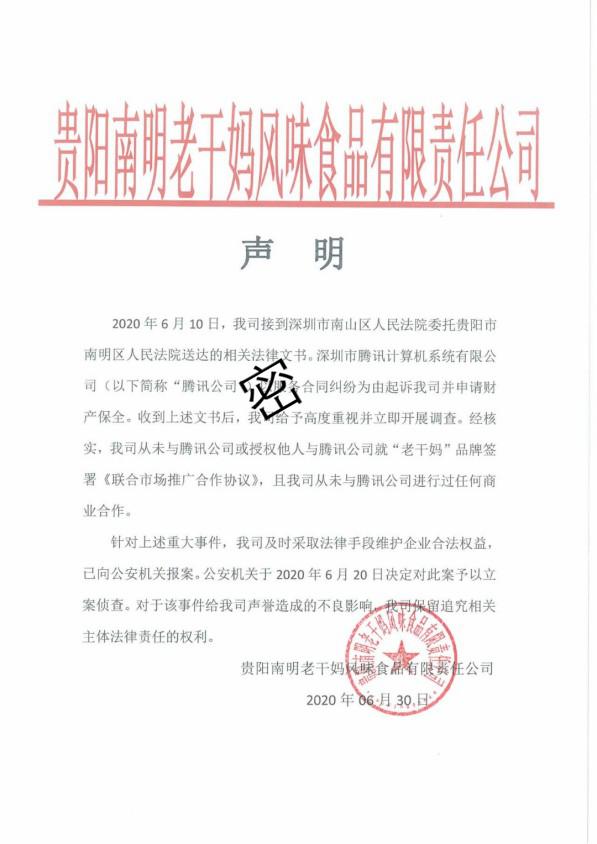 贵阳南明老干妈风味食品有限责任公司
声 明
2020 年 6 月 10 日，我司接到深圳市南山区人民法院委托贵阳市
南明区人民法院送达的相关法律文书。深圳市腾讯计算机系统有限公
司（以下简称“腾讯公司 服务合同纠纷为由起诉我司并申请财
产保全。收到上述文书后，我司给予高度重视并立即开展调查。经核
实，我司从未与腾讯公司或授权他人与腾讯公司就“老干妈”品牌签
署《联合市场推广合作协议》，且我司从未与腾讯公司进行过任何商
业合作。
密
针对上述重大事件，我司及时采取法律手段维护企业合法权益，
已向公安机关报案。公安机关于 2020 年 6 月 20 日决定对此案予以立
案侦查。对于该事件给我司声誉造成的不良影响，我司保留追究相关
主体法律责任的权利。
贵阳南明老干妈风味食品有限责任公司
2020 年 06 月 30 日
贵阳南明老干妈风味食品有限责任公司